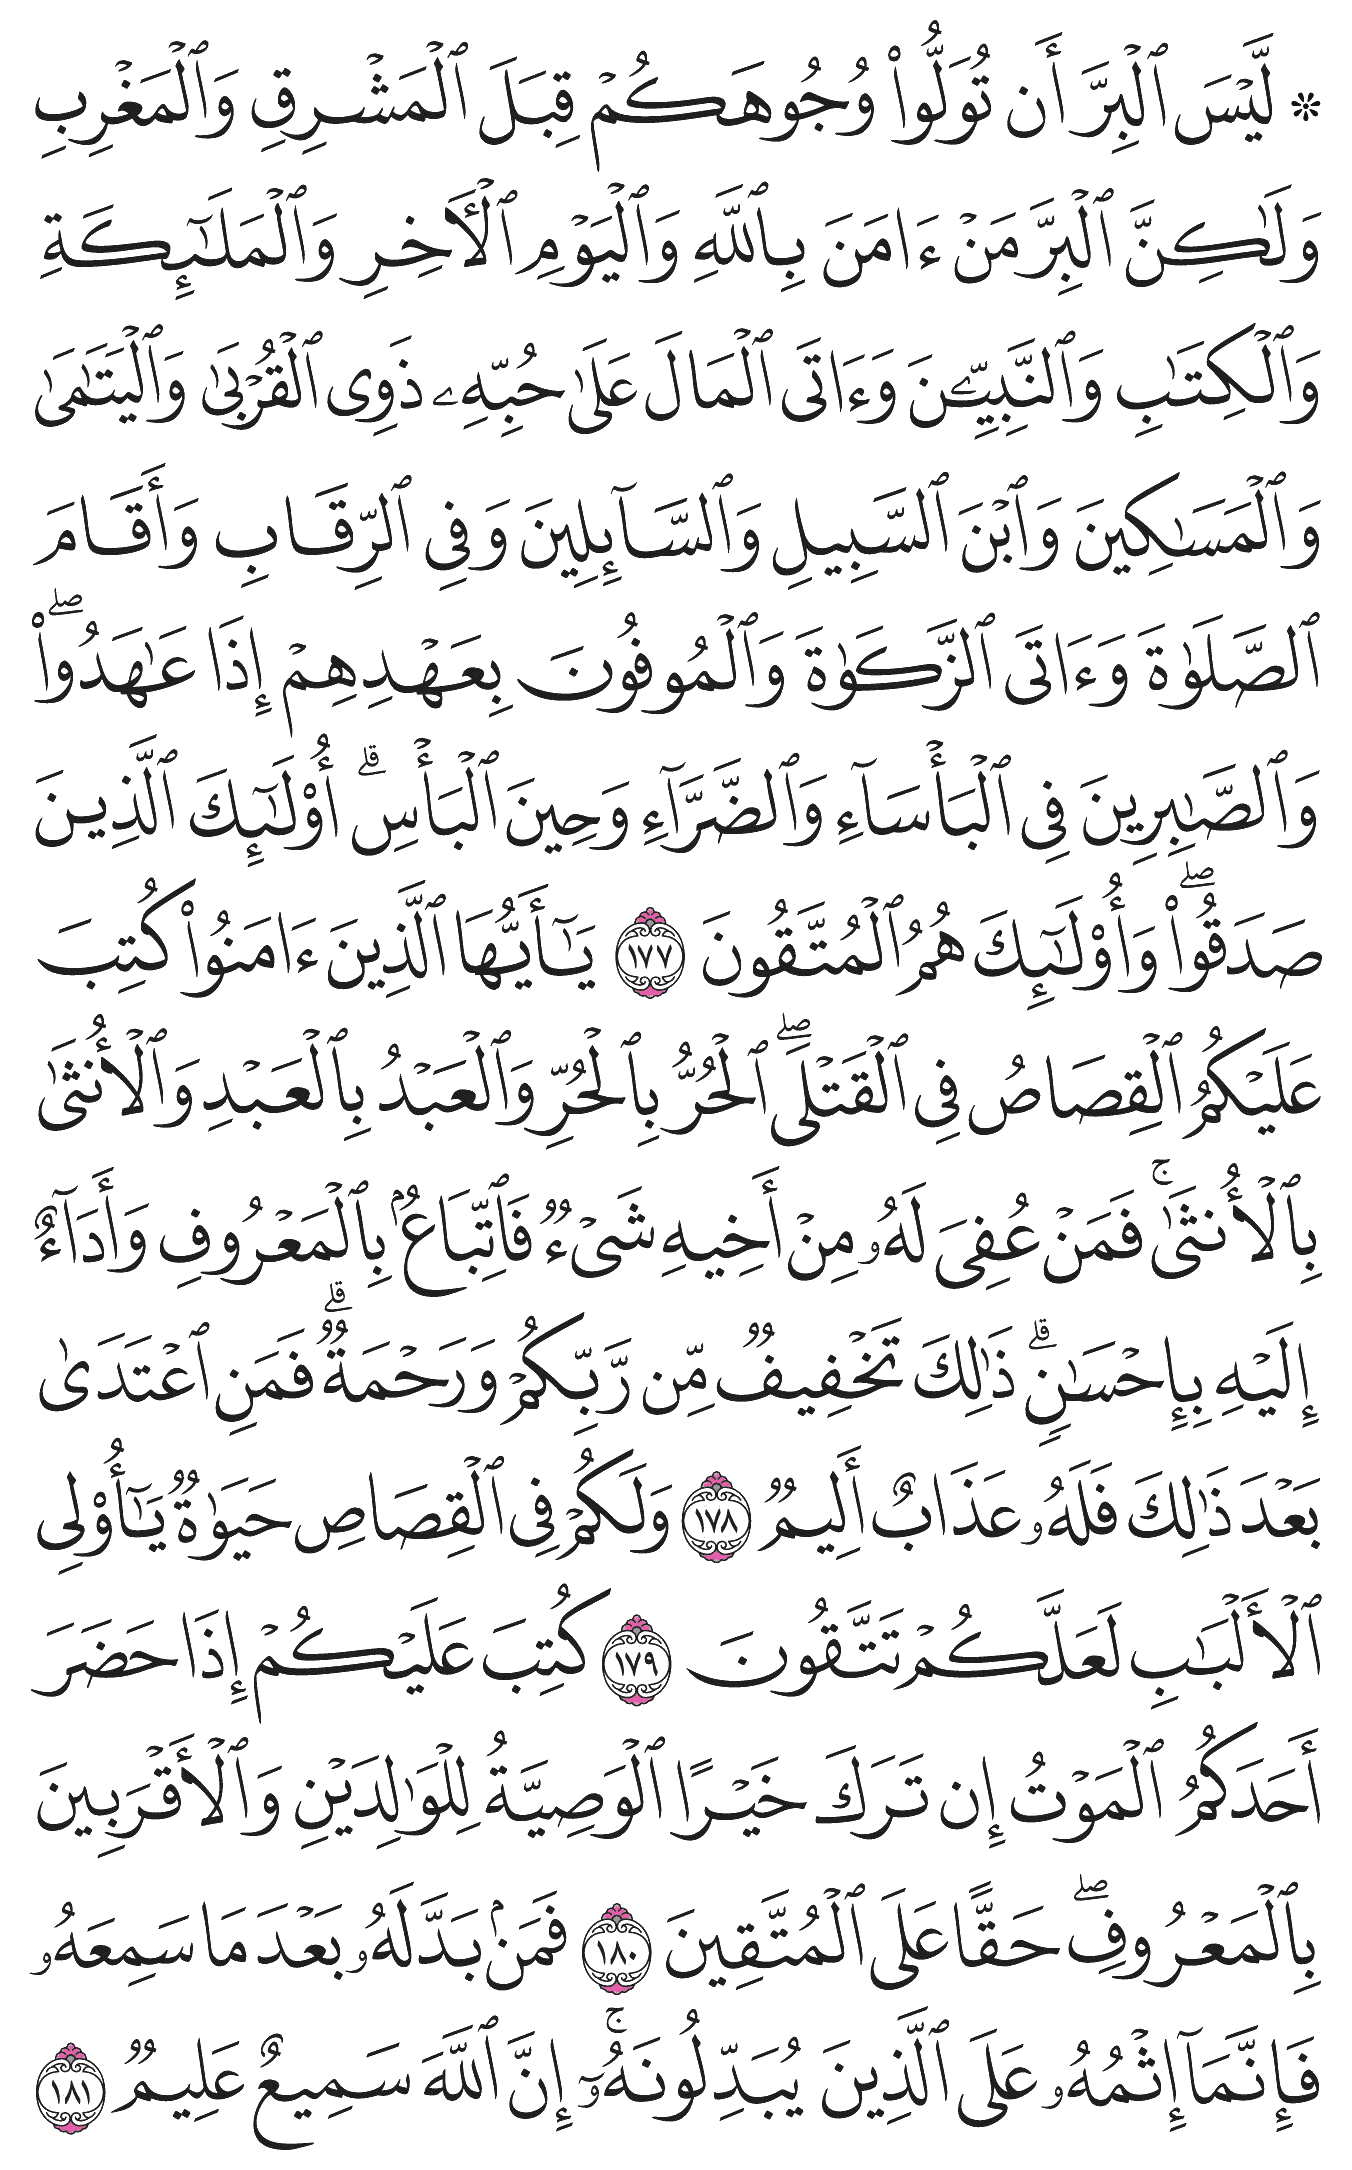 ۞ لَّيْسَ ٱلْبِرَّ أَن تُوَلُّوا۟ وُجُوهَكُمْ قِبَلَ ٱلْمَشْرِقِ وَٱلْمَغْرِبِ
وَلَـٰكِنَّ ٱلْبِرَّ مَنْ ءَامَنَ بِٱللَّهِ وَٱلْيَوْمِ ٱلْـَٔاخِرِ وَٱلْمَلَـٰٓئِكَةِ
وَٱلْكِتَـٰبِ وَٱلنَّبِيِّـۧنَ وَءَاتَى ٱلْمَالَ عَلَىٰ حُبِّهِۦ ذَوِى ٱلْقُرْبَىٰ وَٱلْيَتَـٰمَىٰ
وَٱلْمَسَـٰكِينَ وَٱبْنَ ٱلسَّبِيلِ وَٱلسَّآئِلِينَ وَفِى ٱلرِّقَابِ وَأَقَامَ
ٱلصَّلَوٰةَ وَءَاتَى ٱلزَّكَوٰةَ وَٱلْمُوفُونَ بِعَهْدِهِمْ إِذَا عَـٰهَدُوا۟ۖ
وَٱلصَّـٰبِرِينَ فِى ٱلْبَأْسَآءِ وَٱلضَّرَّآءِ وَحِينَ ٱلْبَأْسِۗ أُو۟لَـٰٓئِكَ ٱلَّذِينَ
صَدَقُوا۟ۖ وَأُو۟لَـٰٓئِكَ هُمُ ٱلْمُتَّقُونَ ١٧٧ يَـٰٓأَيُّهَا ٱلَّذِينَ ءَامَنُوا۟ كُتِبَ
عَلَيْكُمُ ٱلْقِصَاصُ فِى ٱلْقَتْلَىۖ ٱلْحُرُّ بِٱلْحُرِّ وَٱلْعَبْدُ بِٱلْعَبْدِ وَٱلْأُنثَىٰ
بِٱلْأُنثَىٰۚ فَمَنْ عُفِىَ لَهُۥ مِنْ أَخِيهِ شَىْءٌ فَٱتِّبَاعٌۢ بِٱلْمَعْرُوفِ وَأَدَآءٌ
إِلَيْهِ بِإِحْسَـٰنٍۗ ذَٰلِكَ تَخْفِيفٌ مِّن رَّبِّكُمْ وَرَحْمَةٌۗ فَمَنِ ٱعْتَدَىٰ
بَعْدَ ذَٰلِكَ فَلَهُۥ عَذَابٌ أَلِيمٌ ١٧٨ وَلَكُمْ فِى ٱلْقِصَاصِ حَيَوٰةٌ يَـٰٓأُو۟لِى
ٱلْأَلْبَـٰبِ لَعَلَّكُمْ تَتَّقُونَ ١٧٩ كُتِبَ عَلَيْكُمْ إِذَا حَضَرَ
أَحَدَكُمُ ٱلْمَوْتُ إِن تَرَكَ خَيْرًا ٱلْوَصِيَّةُ لِلْوَٰلِدَيْنِ وَٱلْأَقْرَبِينَ
بِٱلْمَعْرُوفِۖ حَقًّا عَلَى ٱلْمُتَّقِينَ ١٨٠ فَمَنۢ بَدَّلَهُۥ بَعْدَ مَا سَمِعَهُۥ
فَإِنَّمَآ إِثْمُهُۥ عَلَى ٱلَّذِينَ يُبَدِّلُونَهُۥٓۚ إِنَّ ٱللَّهَ سَمِيعٌ عَلِيمٌ ١٨١